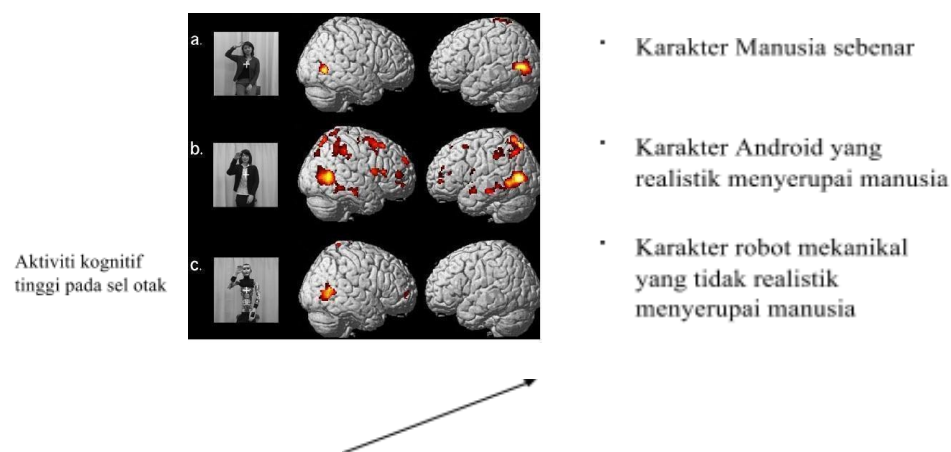 a.
b.
c.
Aktiviti kognitif
tinggi pada sel otak
· Karakter Manusia sebenar
· Karakter Android yang
realistik menyerupai manusia
· Karakter robot mekanikal
yang tidak realistik
menyerupai manusia